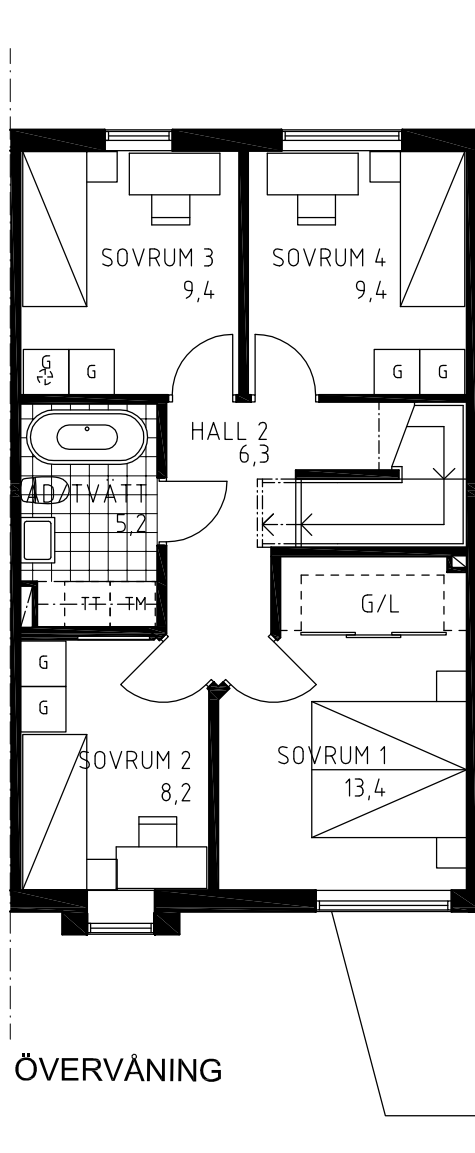 SOVRUM 3
9,4
SOVRUM 4
9,4
G
G
G
G
HALL 2
6,3
BAD/TVÄTT
5,2
TT
TM
G/L
G
G
SOVRUM 2
8,2
SOVRUM 1
13,4
ÖVERVÅNING